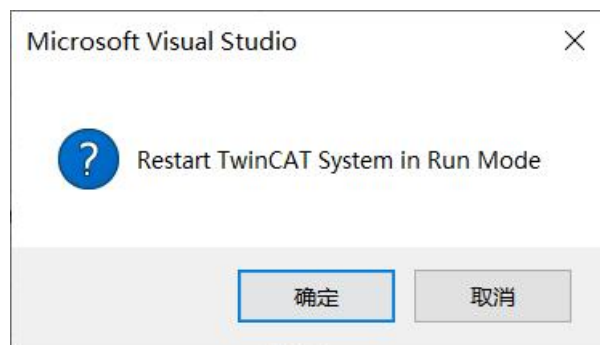 Microsoft Visual Studio
Restart TwinCAT System in Run Mode
确定
取消